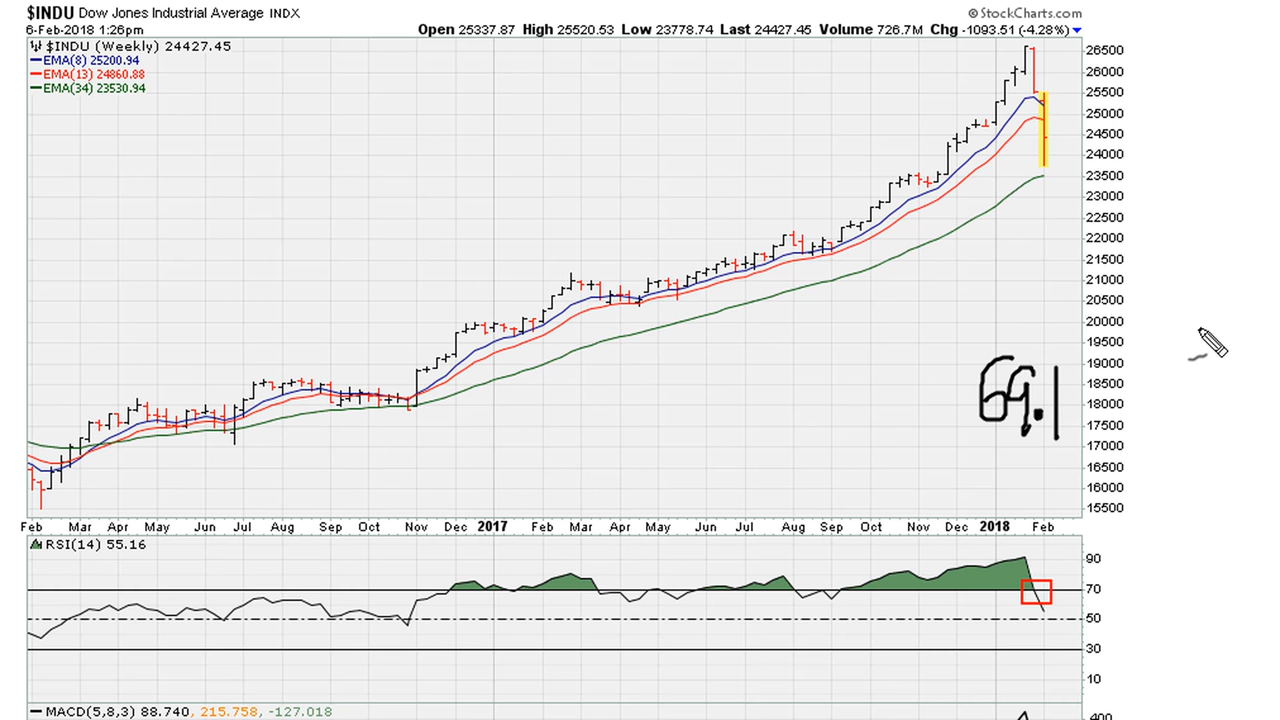 $INDU Dow Jones Industrial Average INDX
© StockCharts.com
6-Feb-2018 1:26pm
Open 25337.87 High 25520.53 Low 23778.74 Last 24427.45 Volume 726.7M Chg -1093.51 (-4.28%)
$INDU (Weekly) 24427.45
EMA(8) 25200.94
EMA(13) 24860.88
EMA(34) 23530.94
26500
26000
25500
25000
24500
24000
23500
23000
22500
22000
21500
21000
20500
20000
19500
19000
18500
18000
17500
17000
16500
16000
15500
69.1
Feb Mar Apr May Jun Jul Aug Sep Oct Nov Dec 2017 Feb Mar Apr May Jun Jul Aug Sep Oct Nov Dec 2018 Feb
RSI(14) 55.16
90
70
50
30
10
MACD(5,8,3) 88.740, 215.758, -127.018
400